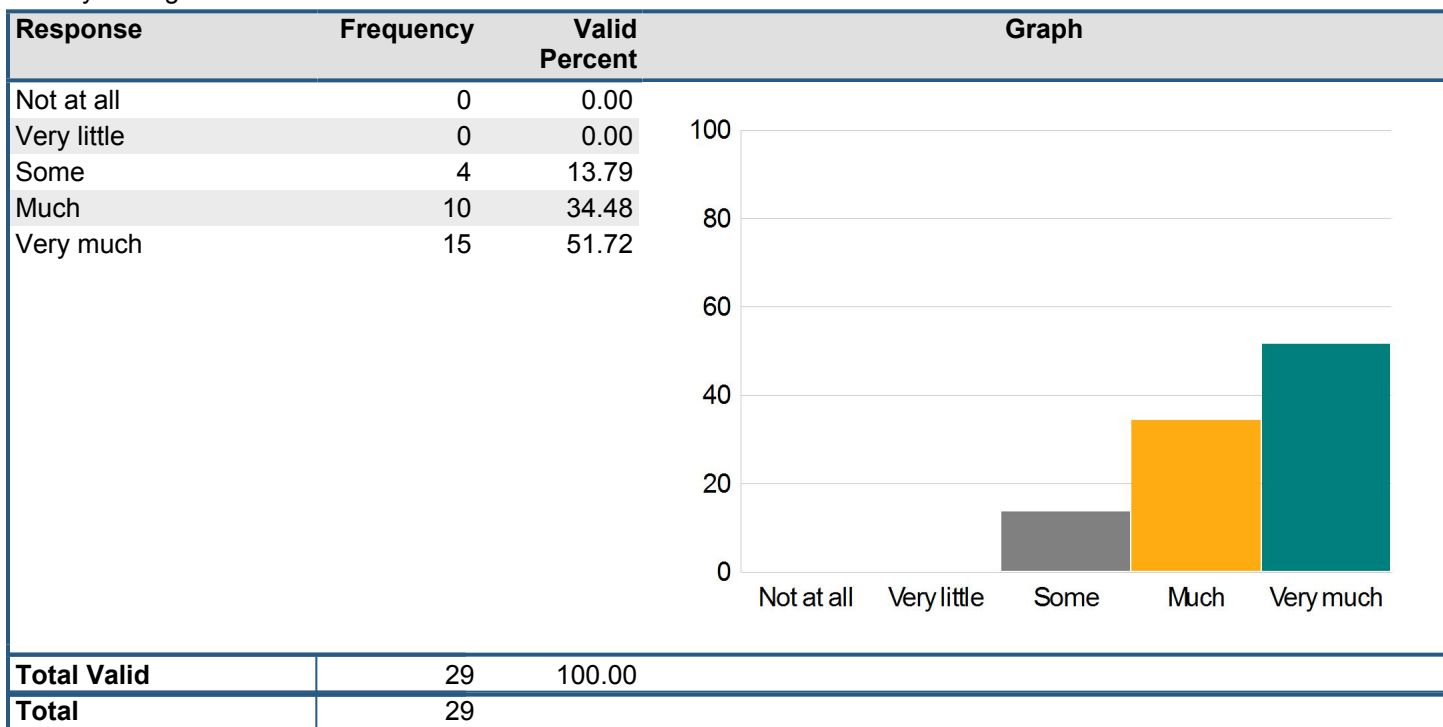 Response Frequency Valid Percent Graph
Not at all 0 0.00
Very little 0 0.00
Some 4 13.79
Much 10 34.48
Very much 15 51.72
100
80
60
40
20
0
Not at all Very little Some Much Very much
Total Valid 29 100.00
Total 29